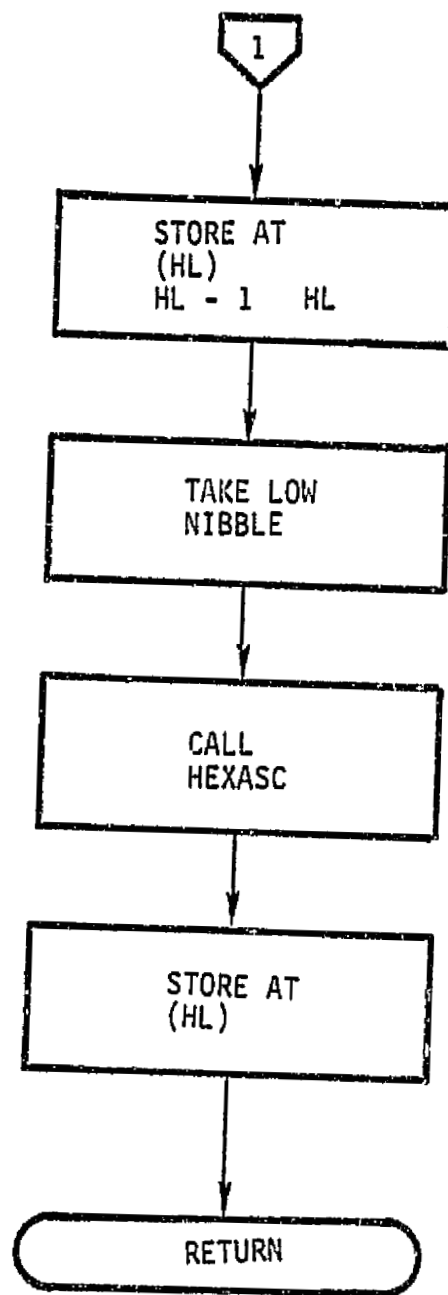 1
STORE AT
(HL)
HL - 1 HL
TAKE LOW
NIBBLE
CALL
HEXASC
STORE AT
(HL)
RETURN